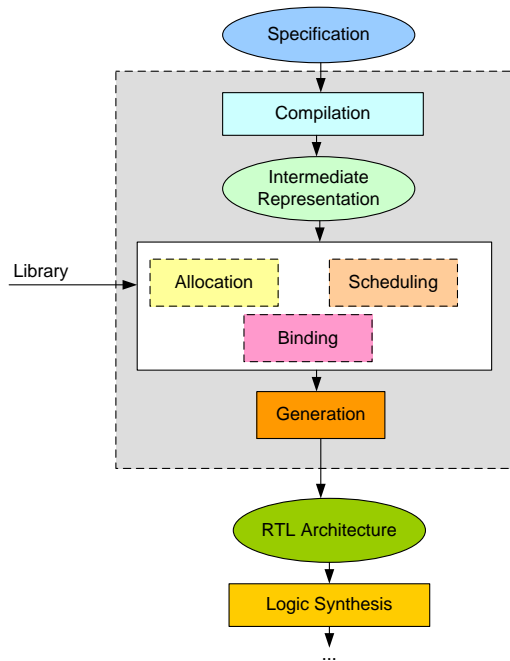 Specification
Compilation
Intermediate
Representation
Library
Allocation
Scheduling
Binding
Generation
RTL Architecture
Logic Synthesis
...